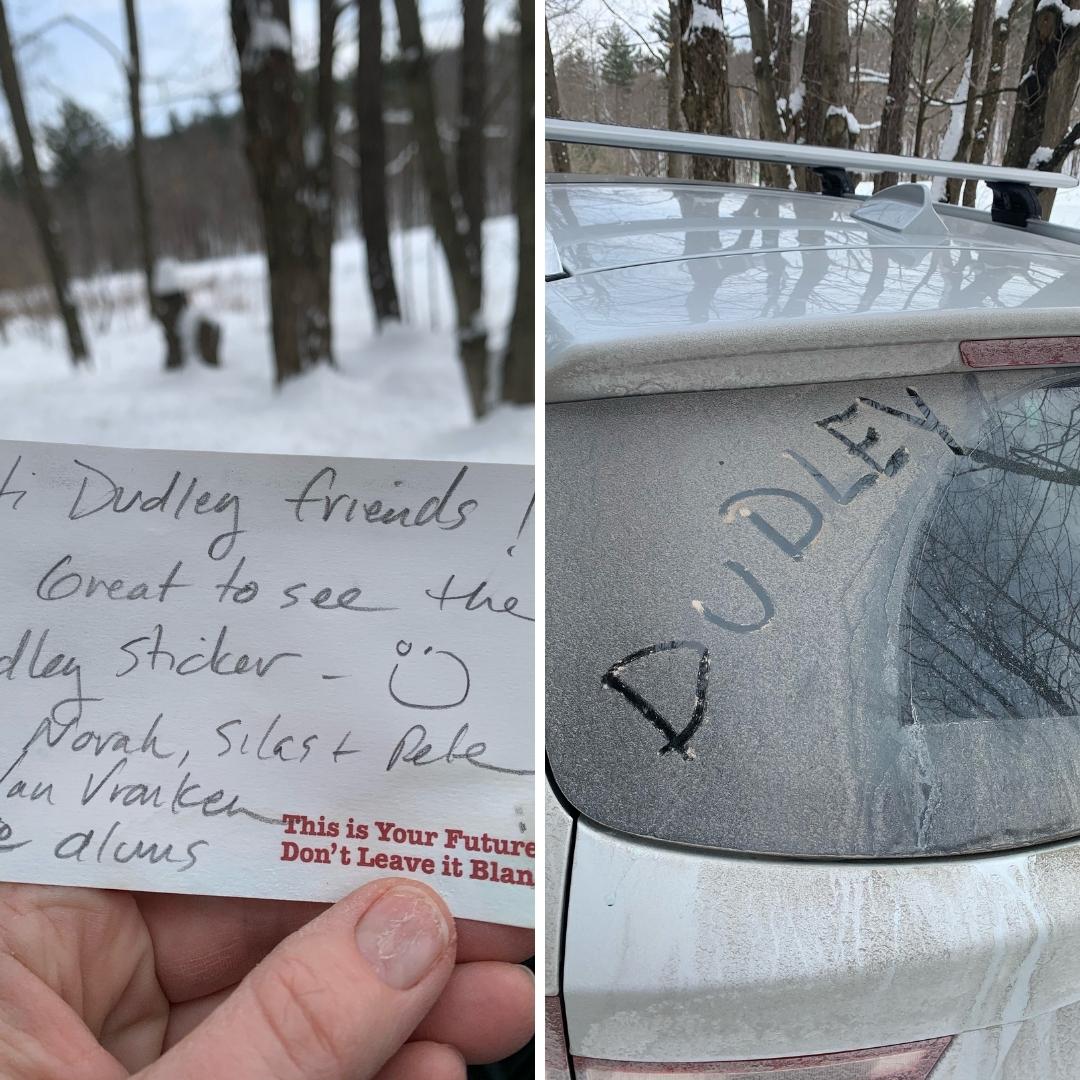 Hi Dudley friends!
Great to see the
dley sticker -
Norah, Silas + Pete
Van Vranken
alums
This is Your Future
Don't Leave it Blan
DUDLEY